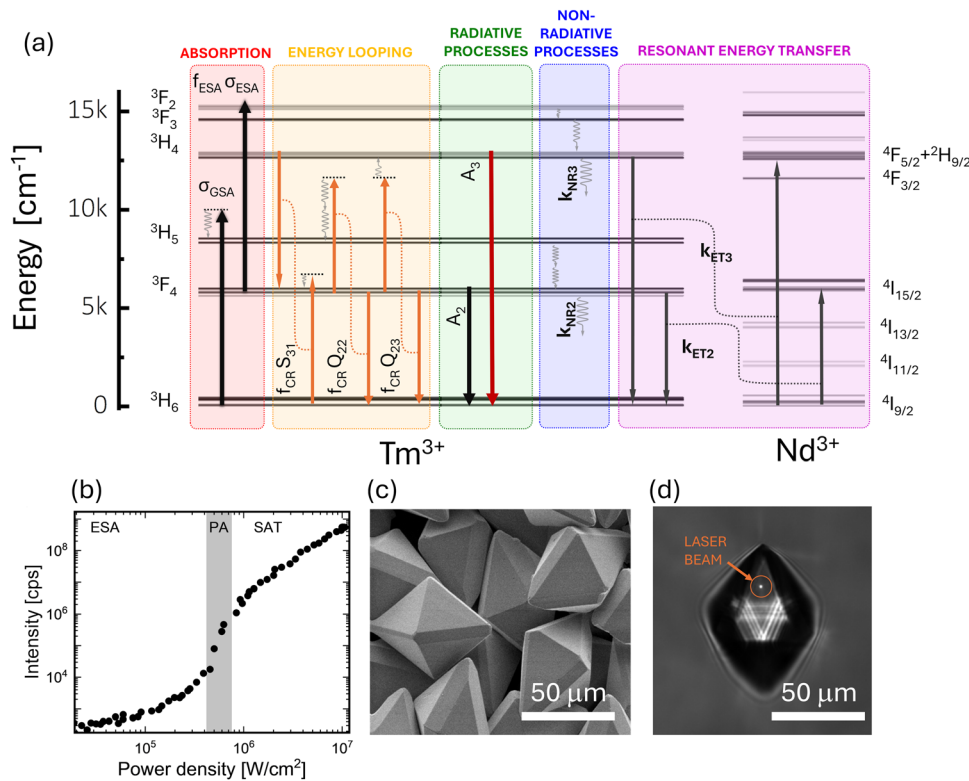 (a)
ABSORPTION
ENERGY LOOPING
RADIATIVE
PROCESSES
NON-
RADIATIVE
PROCESSES
RESONANT ENERGY TRANSFER
Energy [cm⁻¹]
15k
10k
5k
0
³F₂
³F₃
³H₄
³H₅
³F₄
³H₆
f_ESA σ_ESA
σ_GSA
f_CR S₃₁
f_CR Q₂₂
f_CR Q₂₃
A₂
A₃
k_NR3
k_NR2
k_ET3
k_ET2
⁴F₅/₂+²H₉/₂
⁴F₃/₂
⁴I₁₅/₂
⁴I₁₃/₂
⁴I₁₁/₂
⁴I₉/₂
Tm³⁺
Nd³⁺
(b)
ESA
PA
SAT
Intensity [cps]
10⁸
10⁶
10⁴
10⁵
10⁶
10⁷
Power density [W/cm²]
(c)
50 μm
(d)
LASER
BEAM
50 μm